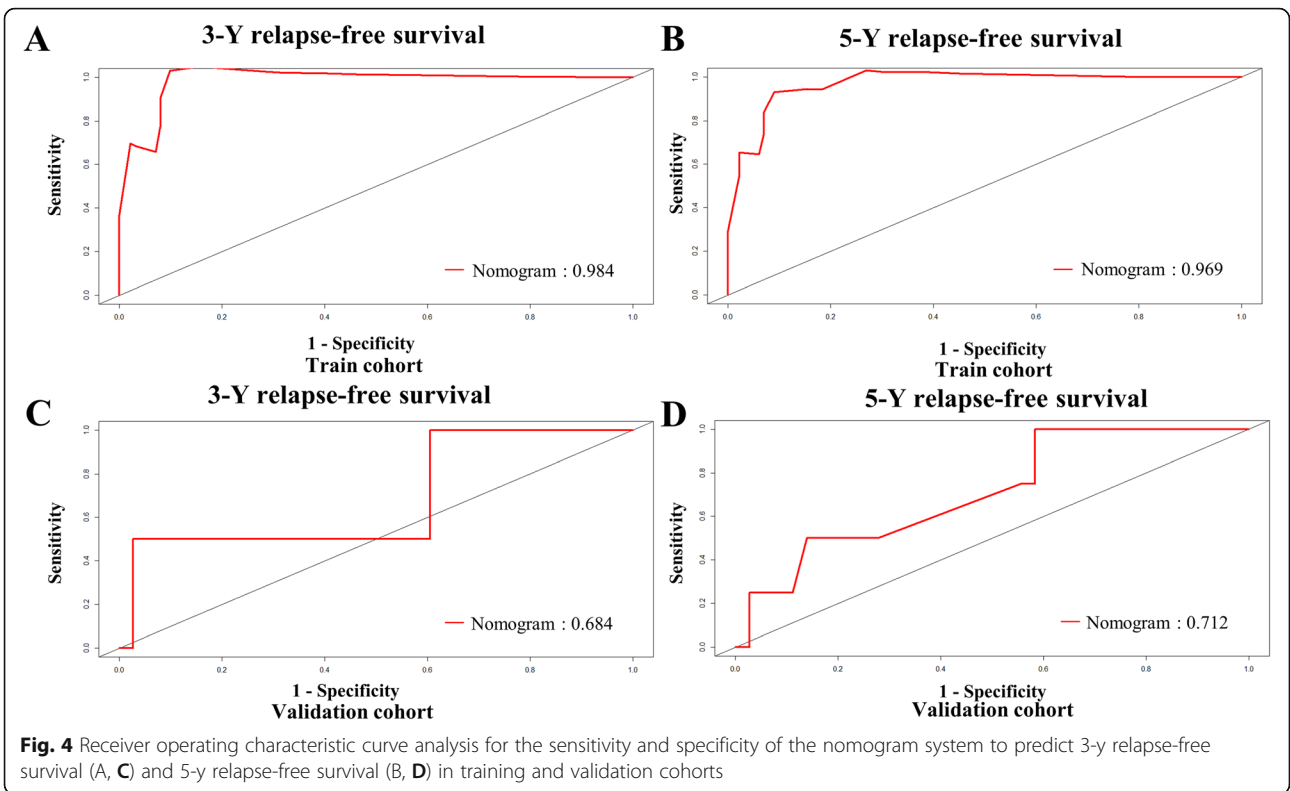 A
3-Y relapse-free survival
Sensitivity
1.0
0.8
0.6
0.4
0.2
0.0
Nomogram : 0.984
0.0 0.2 0.4 0.6 0.8 1.0
1 - Specificity
Train cohort
B
5-Y relapse-free survival
Sensitivity
1.0
0.8
0.6
0.4
0.2
0.0
Nomogram : 0.969
0.0 0.2 0.4 0.6 0.8 1.0
1 - Specificity
Train cohort
C
3-Y relapse-free survival
Sensitivity
1.0
0.8
0.6
0.4
0.2
0.0
Nomogram : 0.684
0.0 0.2 0.4 0.6 0.8 1.0
1 - Specificity
Validation cohort
D
5-Y relapse-free survival
Sensitivity
1.0
0.8
0.6
0.4
0.2
0.0
Nomogram : 0.712
0.0 0.2 0.4 0.6 0.8 1.0
1 - Specificity
Validation cohort
Fig. 4 Receiver operating characteristic curve analysis for the sensitivity and specificity of the nomogram system to predict 3-y relapse-free
survival (A, C) and 5-y relapse-free survival (B, D) in training and validation cohorts